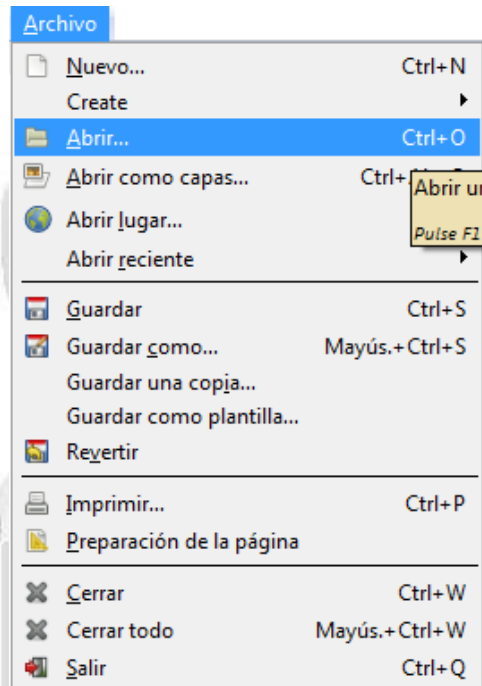 Archivo
Nuevo... Ctrl+N
Create
Abrir... Ctrl+O
Abrir como capas... Ctrl+
Abrir un
Abrir lugar...
Pulse F1
Abrir reciente
Guardar Ctrl+S
Guardar como... Mayús.+Ctrl+S
Guardar una copia...
Guardar como plantilla...
Revertir
Imprimir... Ctrl+P
Preparación de la página
Cerrar Ctrl+W
Cerrar todo Mayús.+Ctrl+W
Salir Ctrl+Q